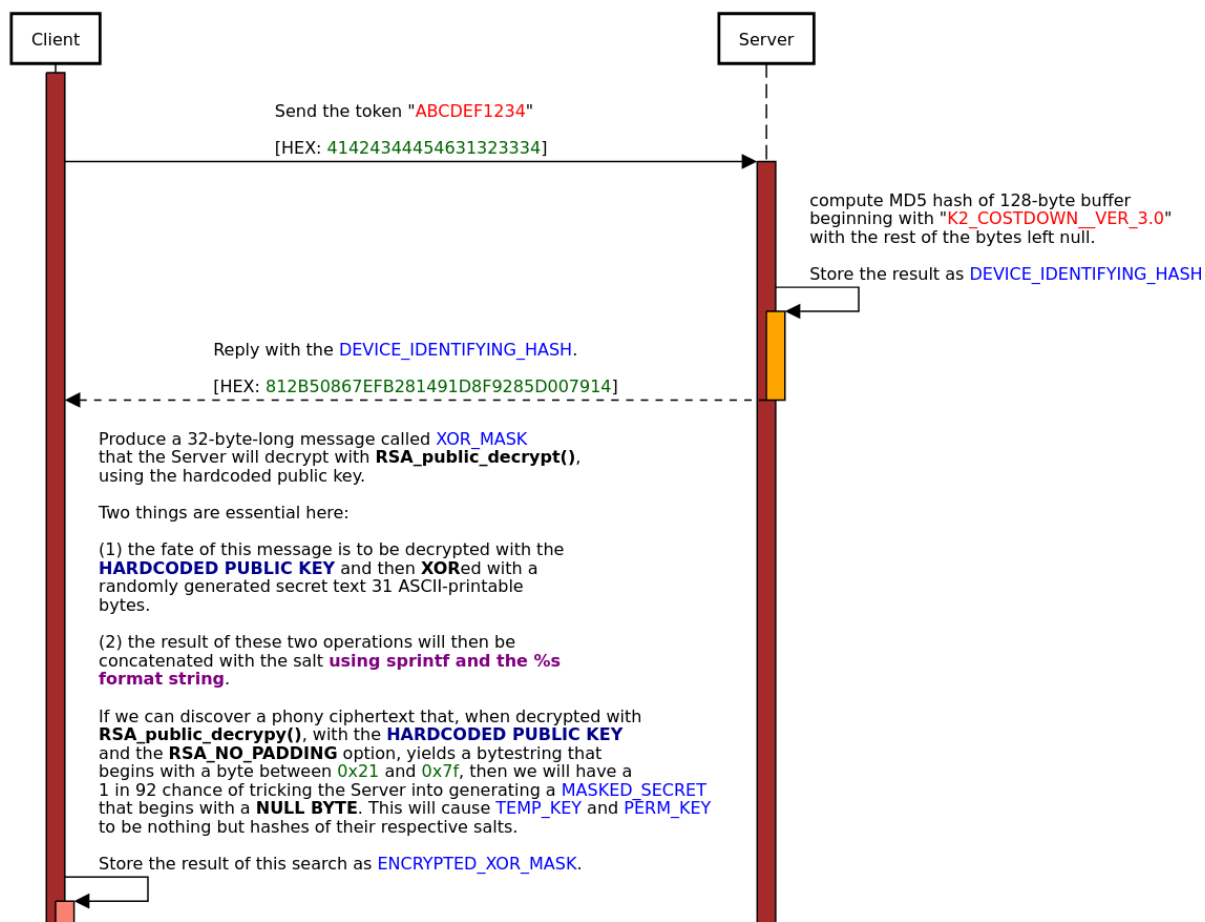 Client
Server
Send the token "ABCDEF1234"
[HEX: 41424344454631323334]
compute MD5 hash of 128-byte buffer
beginning with "K2_COSTDOWN__VER_3.0"
with the rest of the bytes left null.
Store the result as DEVICE_IDENTIFYING_HASH
Reply with the DEVICE_IDENTIFYING_HASH.
[HEX: 812B50867EFB281491D8F9285D007914]
Produce a 32-byte-long message called XOR_MASK
that the Server will decrypt with RSA_public_decrypt(),
using the hardcoded public key.
Two things are essential here:
(1) the fate of this message is to be decrypted with the
HARDCODED PUBLIC KEY and then XORed with a
randomly generated secret text 31 ASCII-printable
bytes.
(2) the result of these two operations will then be
concatenated with the salt using sprintf and the %s
format string.
If we can discover a phony ciphertext that, when decrypted with
RSA_public_decrypy(), with the HARDCODED PUBLIC KEY
and the RSA_NO_PADDING option, yields a bytestring that
begins with a byte between 0x21 and 0x7f, then we will have a
1 in 92 chance of tricking the Server into generating a MASKED_SECRET
that begins with a NULL BYTE. This will cause TEMP_KEY and PERM_KEY
to be nothing but hashes of their respective salts.
Store the result of this search as ENCRYPTED_XOR_MASK.